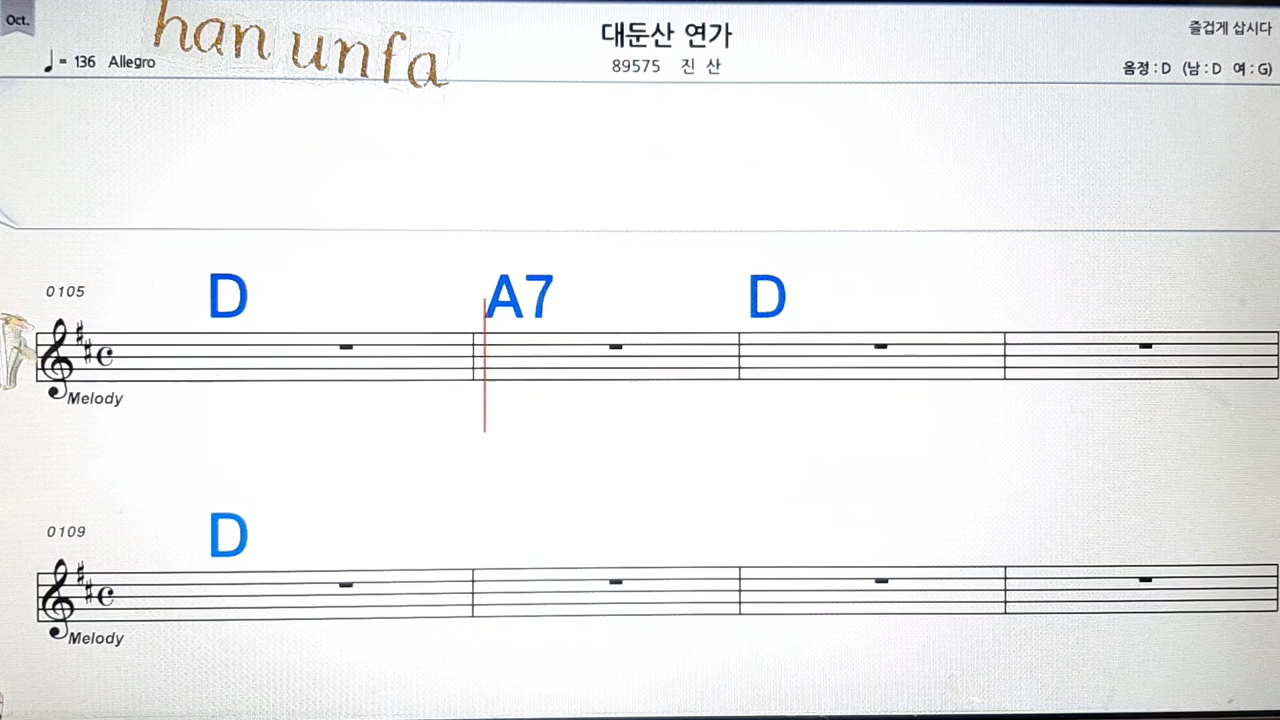 Oct.
han unfa
대둔산 연가
즐겁게 삽시다
♩= 136 Allegro
89575 진 산
음정 : D (남 : D 여 : G)
D A7 D
0105
Melody
D
0109
Melody